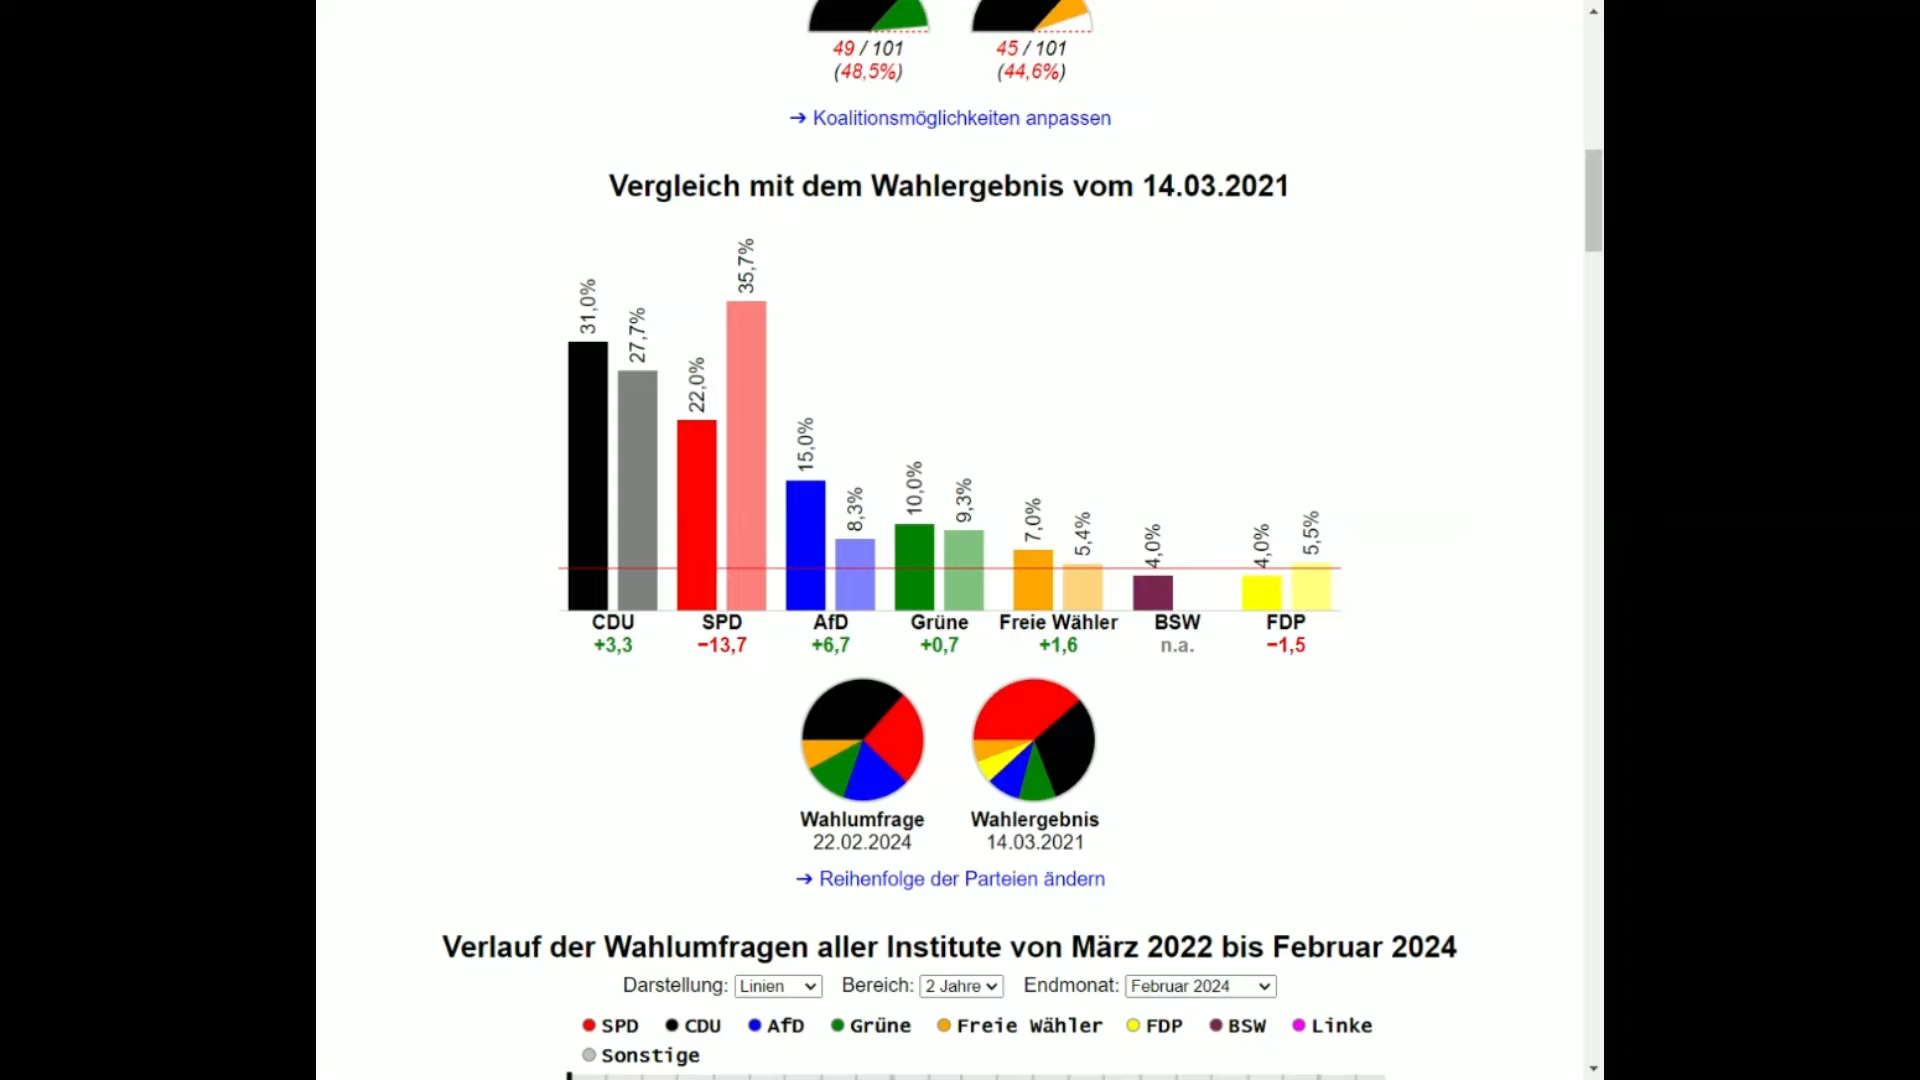 49 / 101 45 / 101
(48,5%) (44,6%)
→ Koalitionsmöglichkeiten anpassen
Vergleich mit dem Wahlergebnis vom 14.03.2021
31,0% 27,7% 22,0% 35,7% 15,0% 8,3% 10,0% 9,3% 7,0% 5,4% 4,0% 4,0% 5,5%
CDU SPD AfD Grüne Freie Wähler BSW FDP
+3,3 −13,7 +6,7 +0,7 +1,6 n.a. −1,5
Wahlumfrage Wahlergebnis
22.02.2024 14.03.2021
→ Reihenfolge der Parteien ändern
Verlauf der Wahlumfragen aller Institute von März 2022 bis Februar 2024
Darstellung: Linien Bereich: 2 Jahre Endmonat: Februar 2024
SPD CDU AfD Grüne Freie Wähler FDP BSW Linke
Sonstige